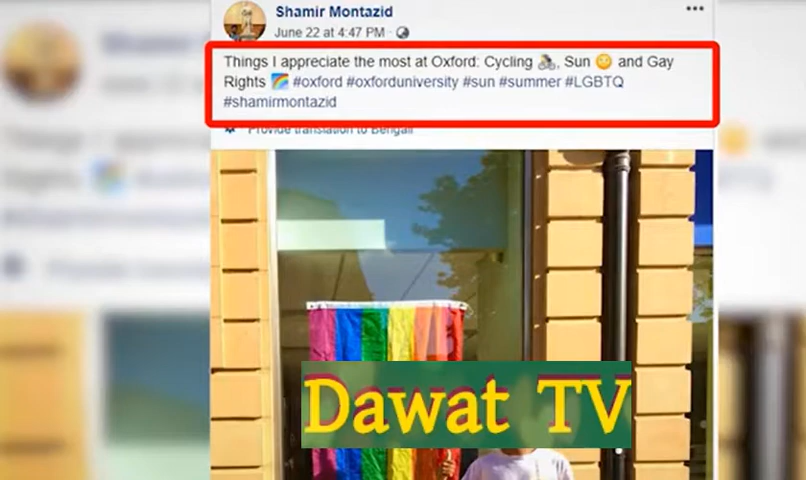 Shamir Montazid
June 22 at 4:47 PM ·
Things I appreciate the most at Oxford: Cycling 🚴, Sun 🌞 and Gay
Rights 🌈 #oxford #oxforduniversity #sun #summer #LGBTQ
#shamirmontazid
Provide translation to Bengali
Dawat TV